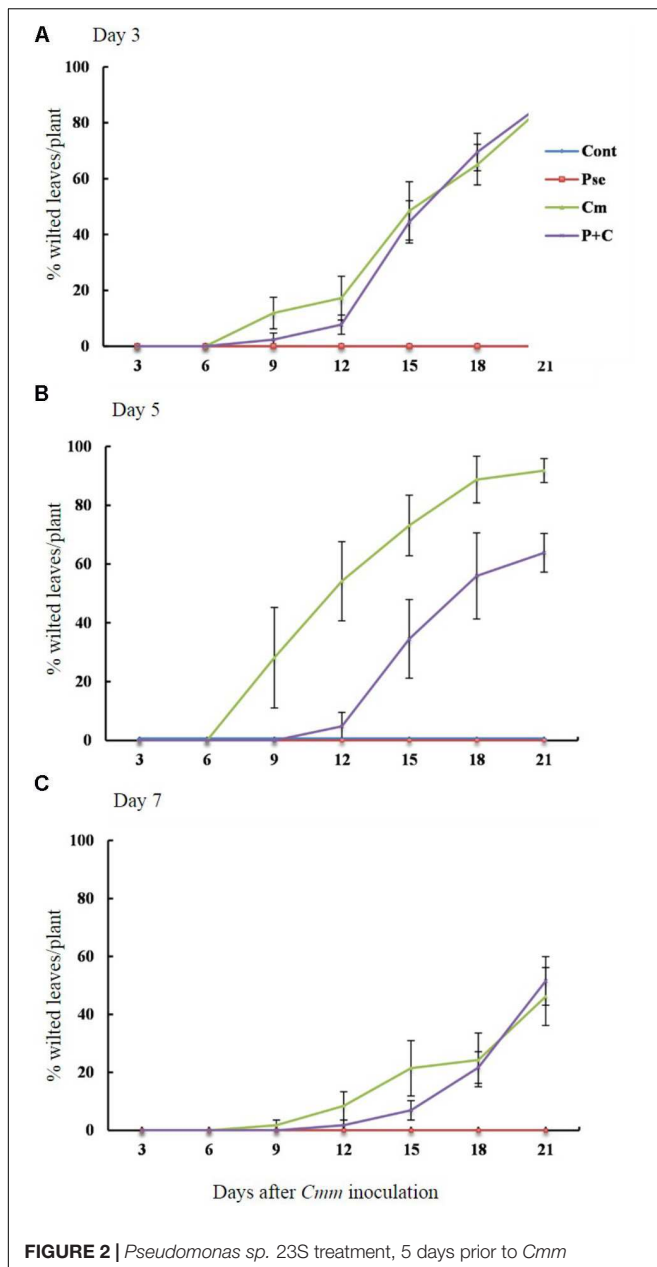 A Day 3
100
80
60
40
20
0
% wilted leaves/plant
Cont
Pse
Cm
P+C
3 6 9 12 15 18 21
B Day 5
100
80
60
40
20
0
% wilted leaves/plant
3 6 9 12 15 18 21
C Day 7
100
80
60
40
20
0
% wilted leaves/plant
3 6 9 12 15 18 21
Days after Cmm inoculation
FIGURE 2 | Pseudomonas sp. 23S treatment, 5 days prior to Cmm